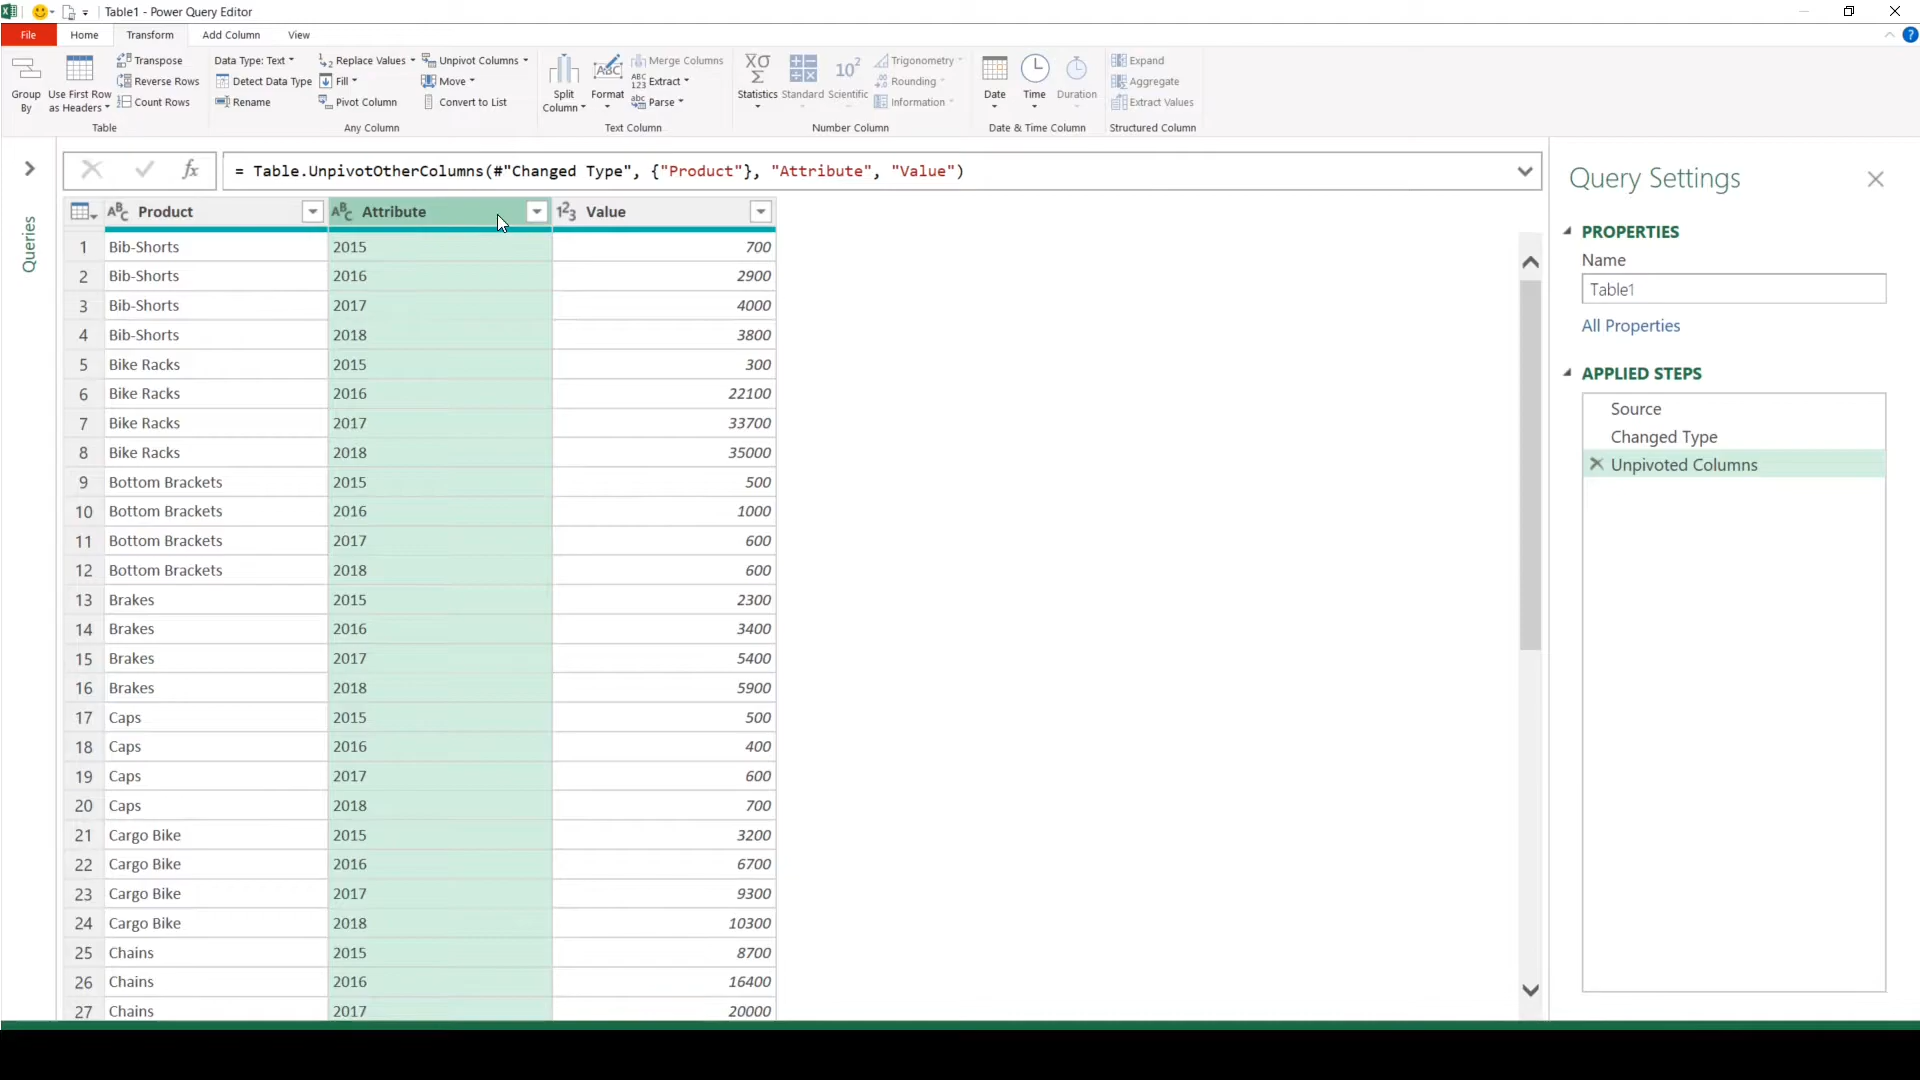 Table1 - Power Query Editor
File Home Transform Add Column View
Group By
Use First Row as Headers
Transpose
Reverse Rows
Count Rows
Table
Data Type: Text
Detect Data Type
Rename
Replace Values
Fill
Pivot Column
Unpivot Columns
Move
Convert to List
Any Column
Split Column
Format
Merge Columns
Extract
Parse
Text Column
Statistics
Standard
Scientific
Trigonometry
Rounding
Information
Number Column
Date
Time
Duration
Date & Time Column
Expand
Aggregate
Extract Values
Structured Column
Queries
fx = Table.UnpivotOtherColumns(#"Changed Type", {"Product"}, "Attribute", "Value")
Product Attribute Value
1 Bib-Shorts 2015 700
2 Bib-Shorts 2016 2900
3 Bib-Shorts 2017 4000
4 Bib-Shorts 2018 3800
5 Bike Racks 2015 300
6 Bike Racks 2016 22100
7 Bike Racks 2017 33700
8 Bike Racks 2018 35000
9 Bottom Brackets 2015 500
10 Bottom Brackets 2016 1000
11 Bottom Brackets 2017 600
12 Bottom Brackets 2018 600
13 Brakes 2015 2300
14 Brakes 2016 3400
15 Brakes 2017 5400
16 Brakes 2018 5900
17 Caps 2015 500
18 Caps 2016 400
19 Caps 2017 600
20 Caps 2018 700
21 Cargo Bike 2015 3200
22 Cargo Bike 2016 6700
23 Cargo Bike 2017 9300
24 Cargo Bike 2018 10300
25 Chains 2015 8700
26 Chains 2016 16400
27 Chains 2017 20000
Query Settings
PROPERTIES
Name
Table1
All Properties
APPLIED STEPS
Source
Changed Type
Unpivoted Columns